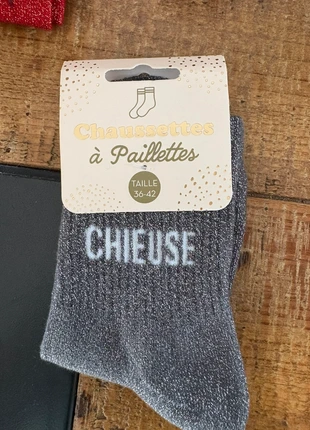 Chaussettes
à Paillettes
TAILLE
36-42
CHIEUSE